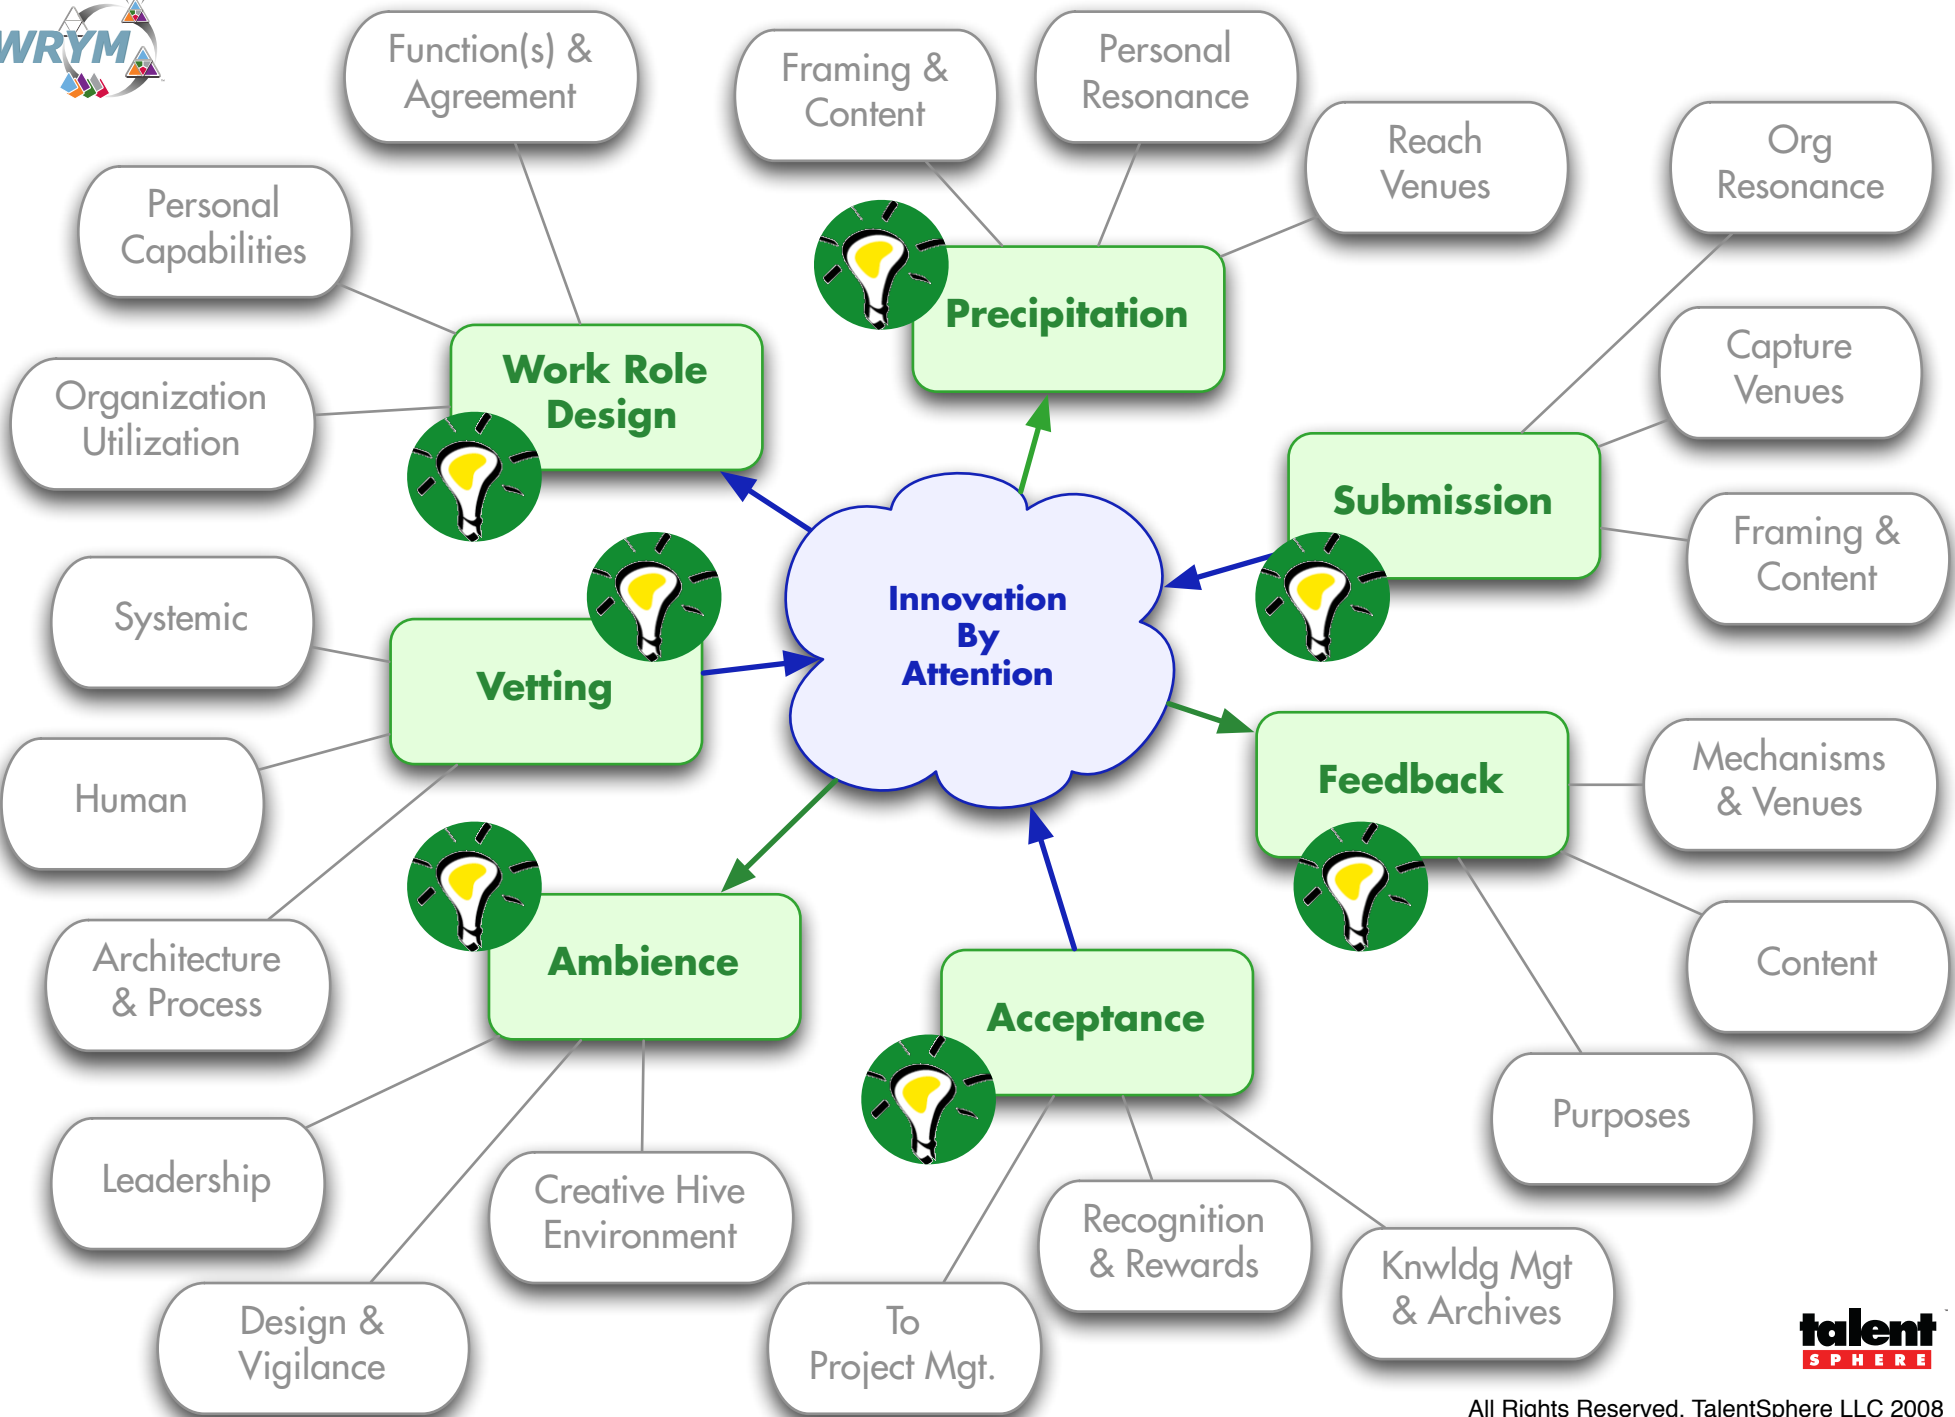 WRYM
Function(s) &
Agreement
Framing &
Content
Personal
Resonance
Reach
Venues
Org
Resonance
Personal
Capabilities
Precipitation
Work Role
Design
Capture
Venues
Organization
Utilization
Submission
Framing &
Content
Systemic
Innovation
By
Attention
Vetting
Human
Feedback
Mechanisms
& Venues
Architecture
& Process
Ambience
Acceptance
Content
Leadership
Creative Hive
Environment
Purposes
Recognition
& Rewards
Knwldg Mgt
& Archives
Design &
Vigilance
To
Project Mgt.
talent
SPHERE
All Rights Reserved. TalentSphere LLC 2008